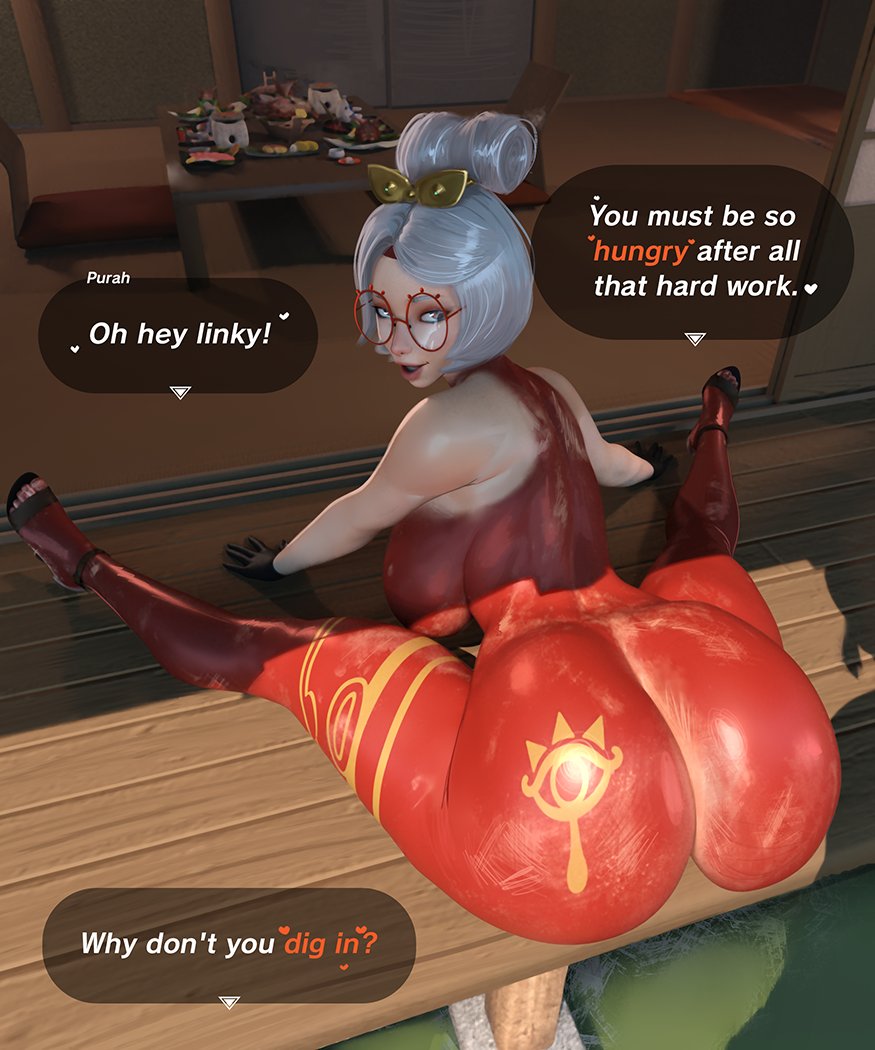 Purah
Oh hey linky!
You must be so
hungry after all
that hard work.
Why don't you dig in?